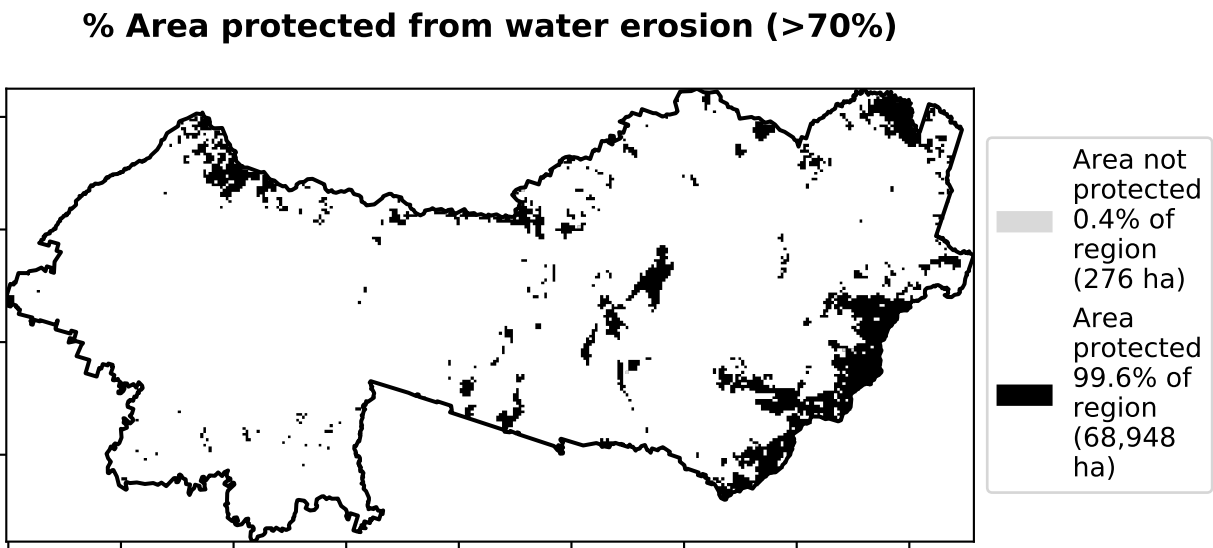 % Area protected from water erosion (>70%)
Area not
protected
0.4% of
region
(276 ha)
Area
protected
99.6% of
region
(68,948
ha)